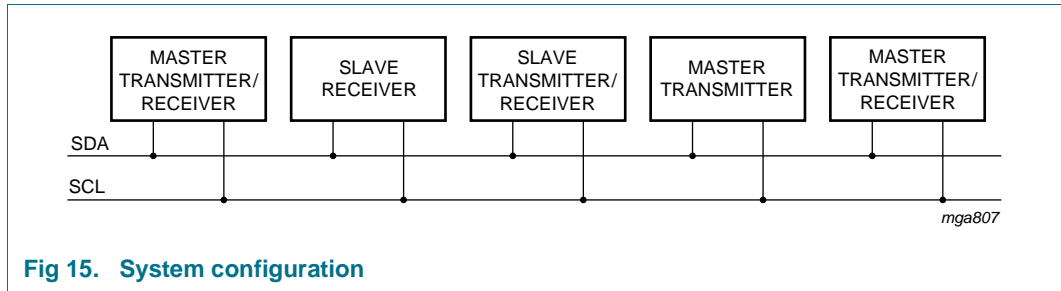 MASTER
TRANSMITTER/
RECEIVER
SLAVE
RECEIVER
SLAVE
TRANSMITTER/
RECEIVER
MASTER
TRANSMITTER
MASTER
TRANSMITTER/
RECEIVER
SDA
SCL
mga807
Fig 15. System configuration